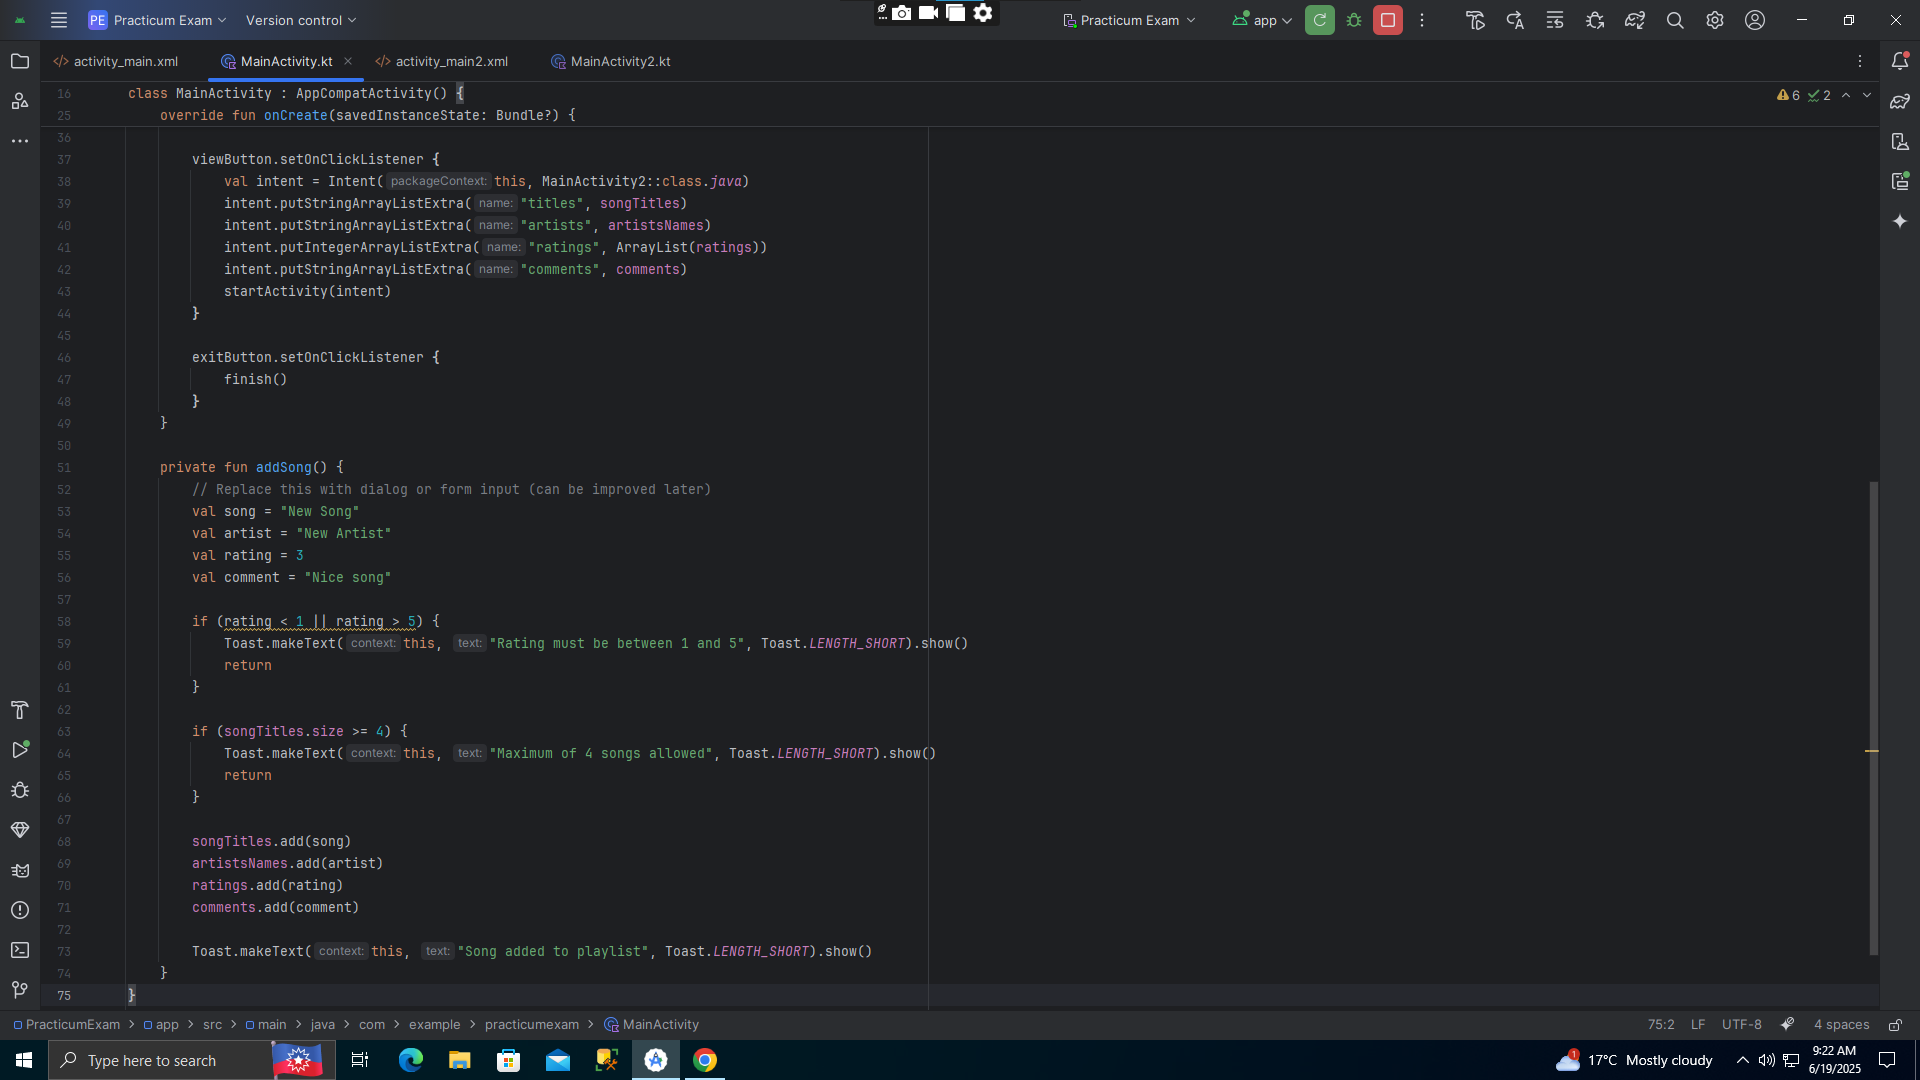 PE Practicum Exam Version control Practicum Exam app
activity_main.xml MainActivity.kt activity_main2.xml MainActivity2.kt
16 class MainActivity : AppCompatActivity() { 6 2
25 override fun onCreate(savedInstanceState: Bundle?) {
36
37 viewButton.setOnClickListener {
38 val intent = Intent( packageContext: this, MainActivity2::class.java)
39 intent.putStringArrayListExtra( name: "titles", songTitles)
40 intent.putStringArrayListExtra( name: "artists", artistsNames)
41 intent.putIntegerArrayListExtra( name: "ratings", ArrayList(ratings))
42 intent.putStringArrayListExtra( name: "comments", comments)
43 startActivity(intent)
44 }
45
46 exitButton.setOnClickListener {
47 finish()
48 }
49 }
50
51 private fun addSong() {
52 // Replace this with dialog or form input (can be improved later)
53 val song = "New Song"
54 val artist = "New Artist"
55 val rating = 3
56 val comment = "Nice song"
57
58 if (rating < 1 || rating > 5) {
59 Toast.makeText( context: this, text: "Rating must be between 1 and 5", Toast.LENGTH_SHORT).show()
60 return
61 }
62
63 if (songTitles.size >= 4) {
64 Toast.makeText( context: this, text: "Maximum of 4 songs allowed", Toast.LENGTH_SHORT).show()
65 return
66 }
67
68 songTitles.add(song)
69 artistsNames.add(artist)
70 ratings.add(rating)
71 comments.add(comment)
72
73 Toast.makeText( context: this, text: "Song added to playlist", Toast.LENGTH_SHORT).show()
74 }
75 }
PracticumExam > app > src > main > java > com > example > practicumexam > MainActivity 75:2 LF UTF-8 4 spaces
Type here to search 1 17°C Mostly cloudy 9:22 AM
6/19/2025